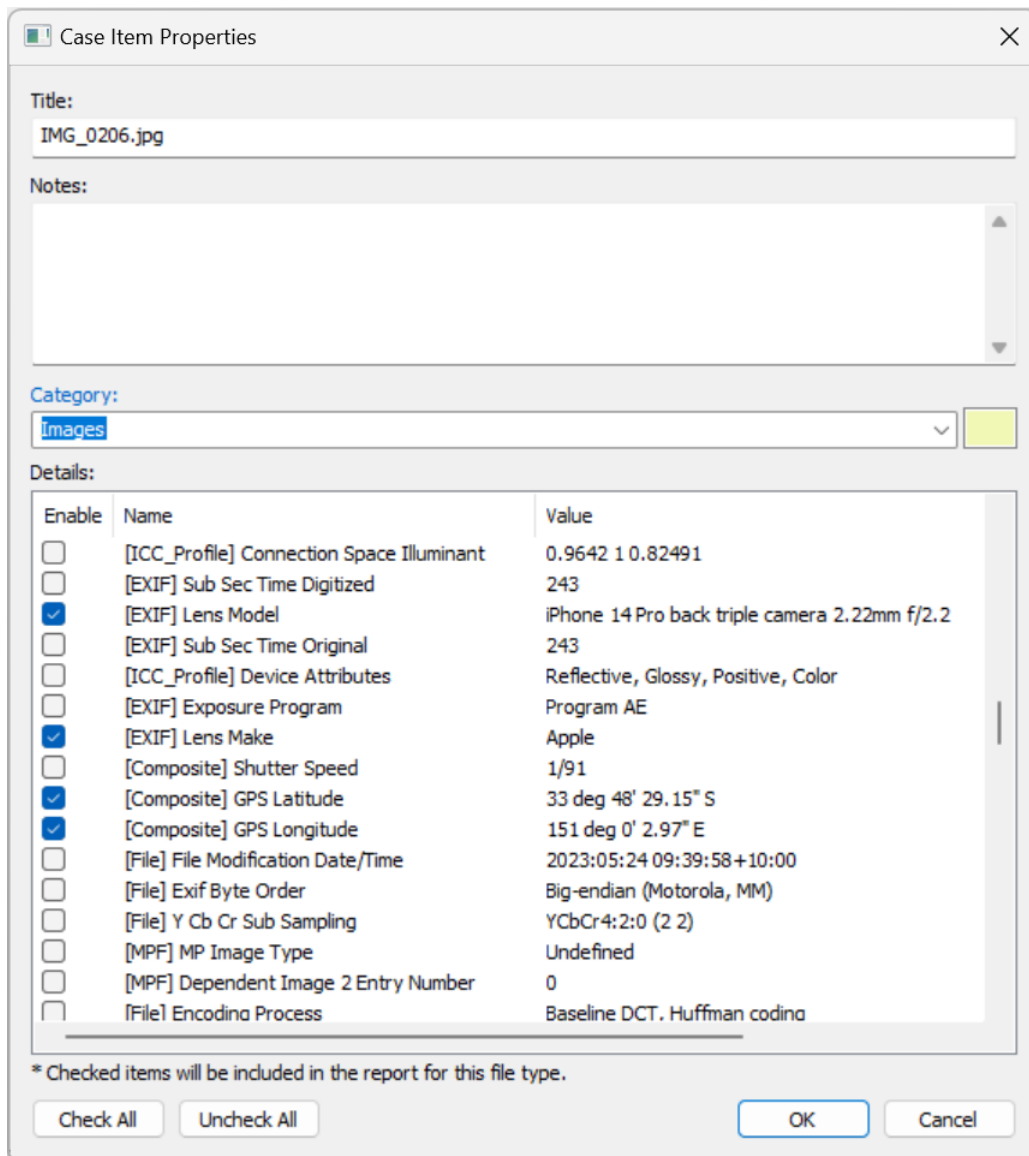 Case Item Properties
Title:
IMG_0206.jpg
Notes:
Category:
Images
Details:
Enable Name Value
[ICC_Profile] Connection Space Illuminant 0.9642 1 0.82491
[EXIF] Sub Sec Time Digitized 243
[EXIF] Lens Model iPhone 14 Pro back triple camera 2.22mm f/2.2
[EXIF] Sub Sec Time Original 243
[ICC_Profile] Device Attributes Reflective, Glossy, Positive, Color
[EXIF] Exposure Program Program AE
[EXIF] Lens Make Apple
[Composite] Shutter Speed 1/91
[Composite] GPS Latitude 33 deg 48' 29.15" S
[Composite] GPS Longitude 151 deg 0' 2.97" E
[File] File Modification Date/Time 2023:05:24 09:39:58+10:00
[File] Exif Byte Order Big-endian (Motorola, MM)
[File] Y Cb Cr Sub Sampling YCbCr4:2:0 (2 2)
[MPF] MP Image Type Undefined
[MPF] Dependent Image 2 Entry Number 0
[File] Encoding Process Baseline DCT, Huffman coding
* Checked items will be included in the report for this file type.
Check All Uncheck All OK Cancel